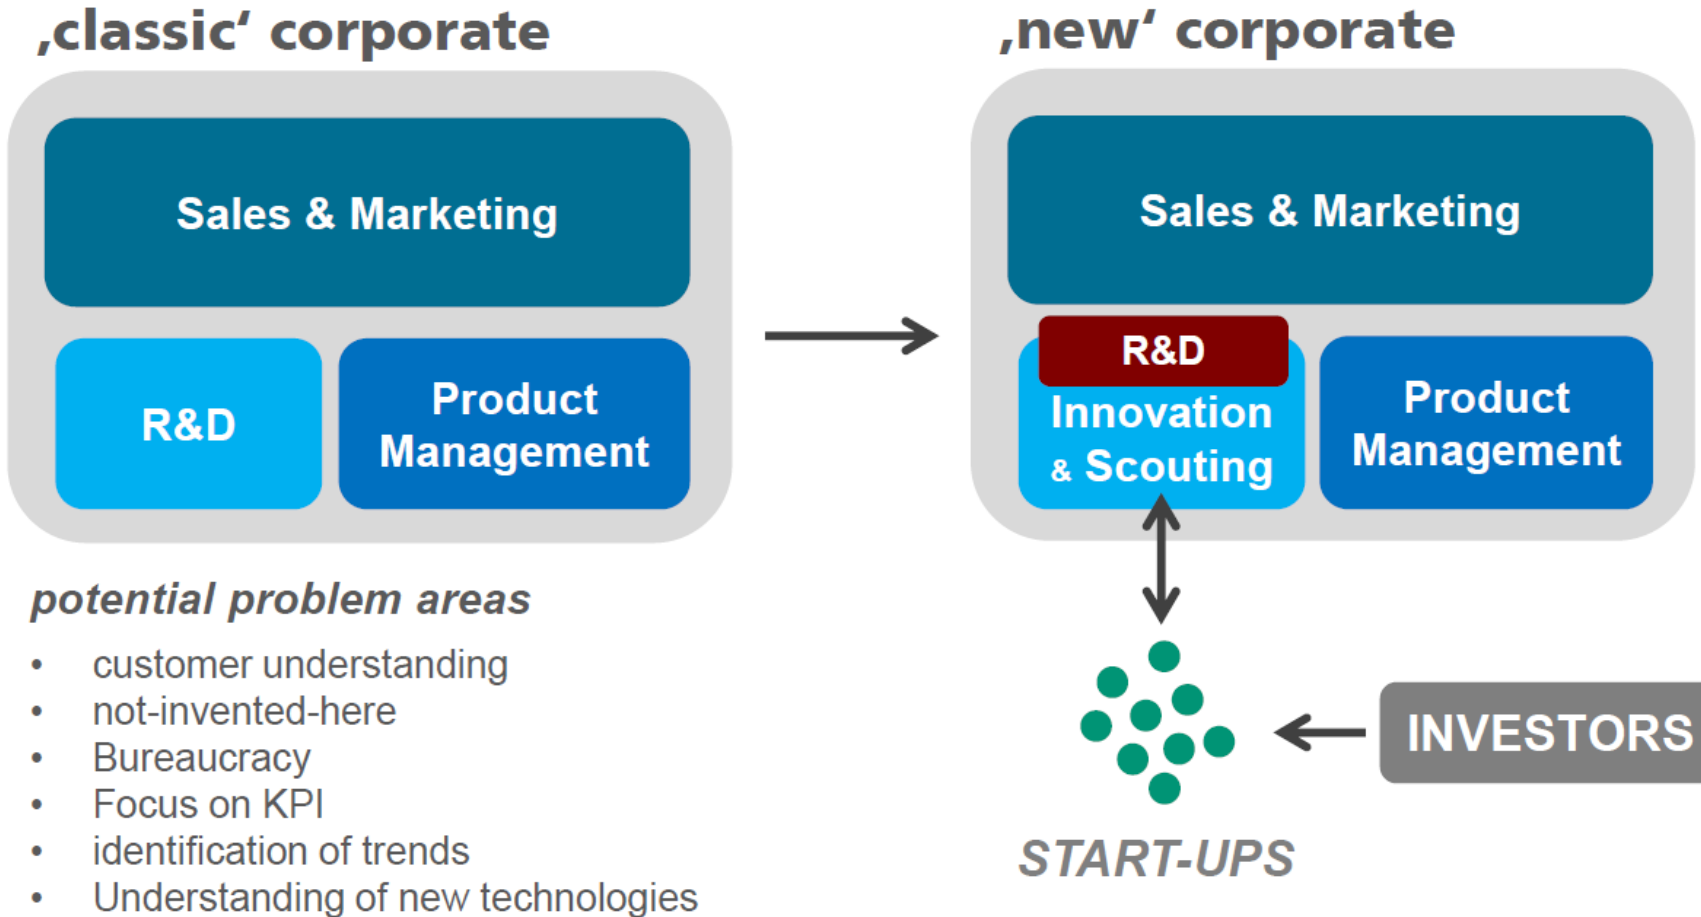 ‚classic‘ corporate
Sales & Marketing
R&D
Product
Management
potential problem areas
• customer understanding
• not-invented-here
• Bureaucracy
• Focus on KPI
• identification of trends
• Understanding of new technologies
‚new‘ corporate
Sales & Marketing
R&D
Innovation
& Scouting
Product
Management
START-UPS
INVESTORS